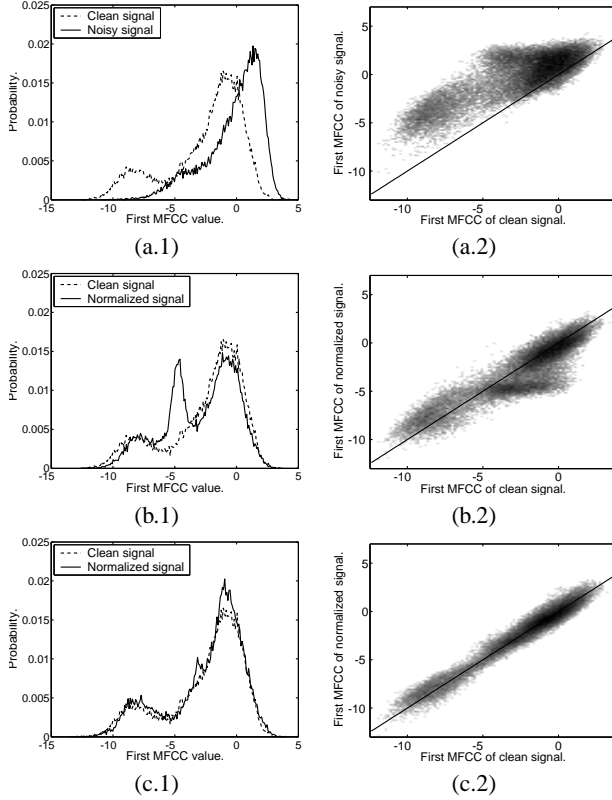 0.025
Clean signal
Noisy signal
0.02
0.015
0.01
0.005
0
Probability.
-15 -10 -5 0 5
First MFCC value.
(a.1)
5
0
-5
-10
First MFCC of noisy signal.
-10 -5 0
First MFCC of clean signal.
(a.2)
0.025
Clean signal
Normalized signal
0.02
0.015
0.01
0.005
0
Probability.
-15 -10 -5 0 5
First MFCC value.
(b.1)
5
0
-5
-10
First MFCC of normalized signal.
-10 -5 0
First MFCC of clean signal.
(b.2)
0.025
Clean signal
Normalized signal
0.02
0.015
0.01
0.005
0
Probability.
-15 -10 -5 0 5
First MFCC value.
(c.1)
5
0
-5
-10
First MFCC of normalized signal.
-10 -5 0
First MFCC of clean signal.
(c.2)